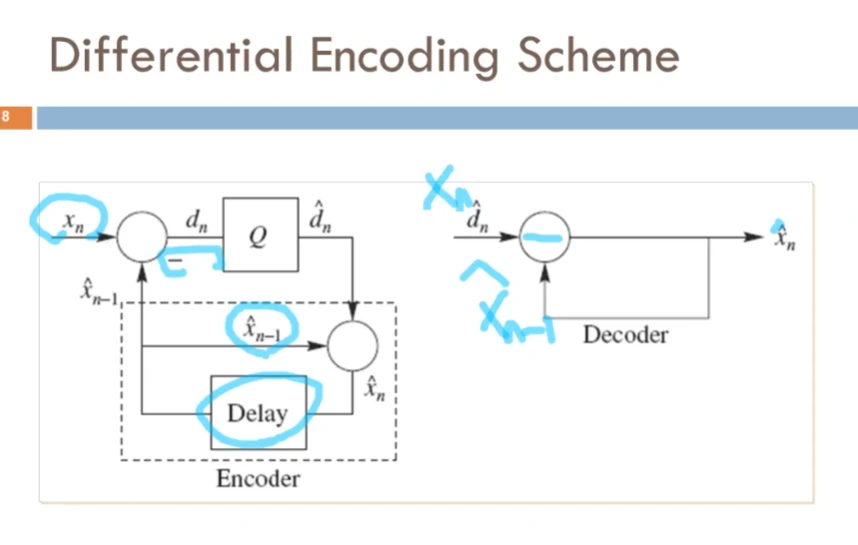 Differential Encoding Scheme
8
xₙ
dₙ
Q
d̂ₙ
−
x̂ₙ₋₁
x̂ₙ₋₁
x̂ₙ
Delay
Encoder
Xₙ
d̂ₙ
−
x̂ₙ
X̂ₙ₋₁
Decoder